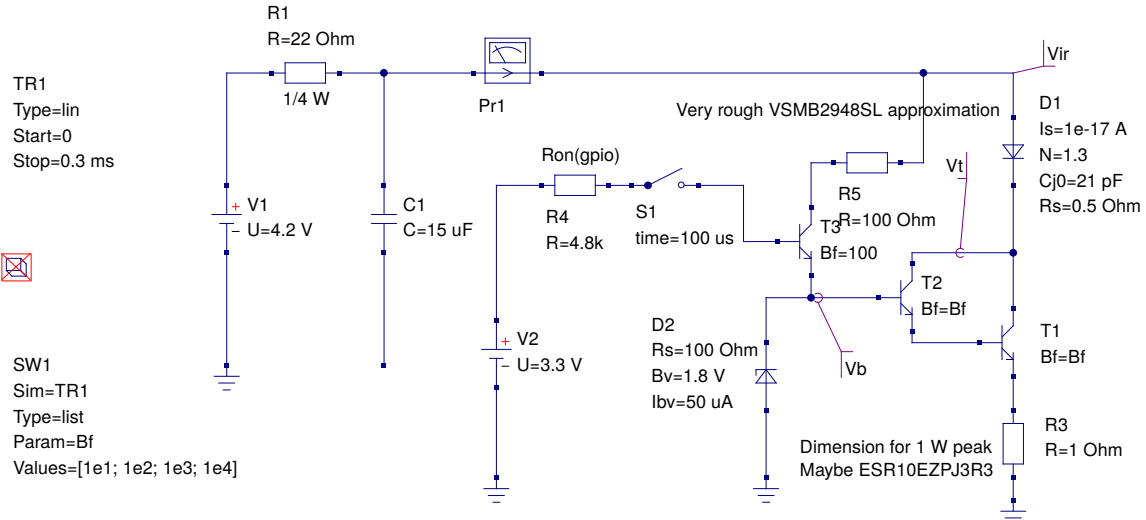 R1
R=22 Ohm
1/4 W
TR1
Type=lin
Start=0
Stop=0.3 ms
Pr1
Vir
Very rough VSMB2948SL approximation
D1
Is=1e-17 A
N=1.3
Cj0=21 pF
Rs=0.5 Ohm
Ron(gpio)
R4
R=4.8k
S1
time=100 us
R5
R=100 Ohm
Vt
T3
Bf=100
+
V1
–
U=4.2 V
C1
C=15 uF
T2
Bf=Bf
T1
Bf=Bf
+
V2
–
U=3.3 V
D2
Rs=100 Ohm
Bv=1.8 V
Ibv=50 uA
Vb
SW1
Sim=TR1
Type=list
Param=Bf
Values=[1e1; 1e2; 1e3; 1e4]
R3
R=1 Ohm
Dimension for 1 W peak
Maybe ESR10EZPJ3R3